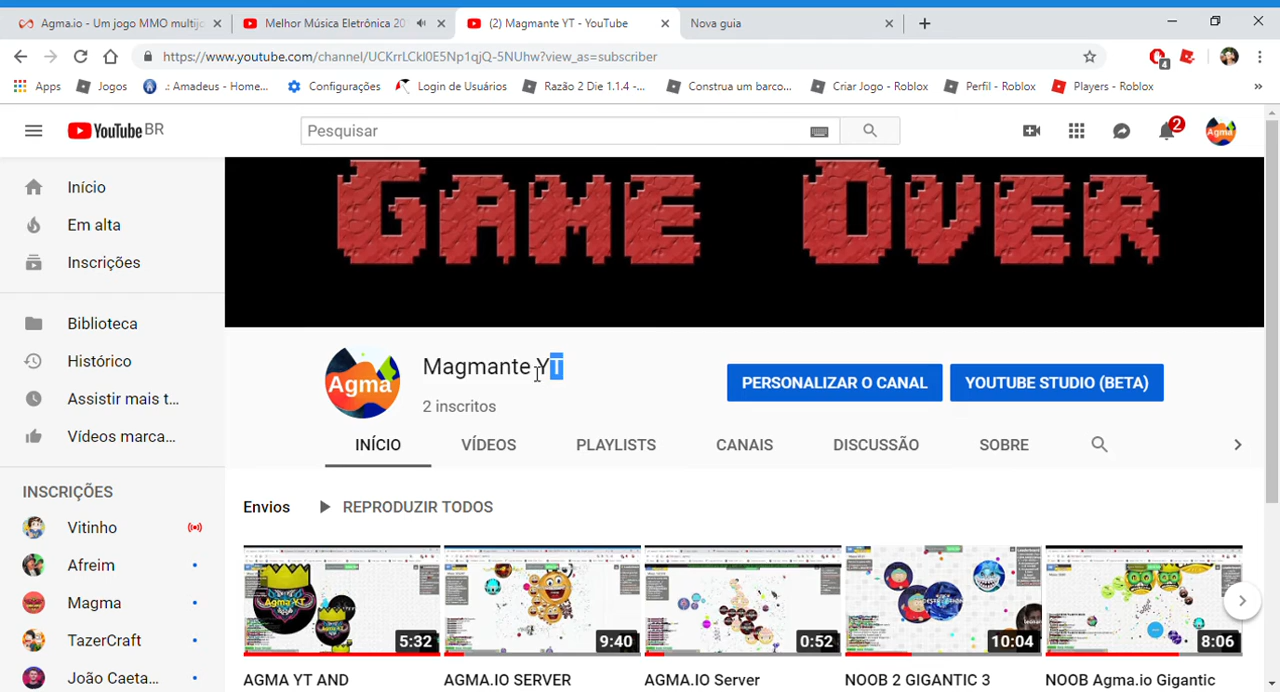 Agma.io - Um jogo MMO multijo
Melhor Música Eletrônica 20
(2) Magmante YT - YouTube
Nova guia
https://www.youtube.com/channel/UCKrrLCkI0E5Np1qjQ-5NUhw?view_as=subscriber
4
Apps
Jogos
.: Amadeus - Home...
Configurações
Login de Usuários
Razão 2 Die 1.1.4 -...
Construa um barco...
Criar Jogo - Roblox
Perfil - Roblox
Players - Roblox
YouTube BR
Pesquisar
2
Agma
Início
Em alta
Inscrições
Biblioteca
Histórico
Assistir mais t...
Vídeos marca...
INSCRIÇÕES
Vitinho
Afreim
Magma
TazerCraft
João Caeta...
GAME OVER
Agma
Magmante YT
2 inscritos
PERSONALIZAR O CANAL
YOUTUBE STUDIO (BETA)
INÍCIO
VÍDEOS
PLAYLISTS
CANAIS
DISCUSSÃO
SOBRE
Envios
REPRODUZIR TODOS
Agma YT
5:32
9:40
0:52
10:04
8:06
AGMA YT AND
AGMA.IO SERVER
AGMA.IO Server
NOOB 2 GIGANTIC 3
NOOB Agma.io Gigantic